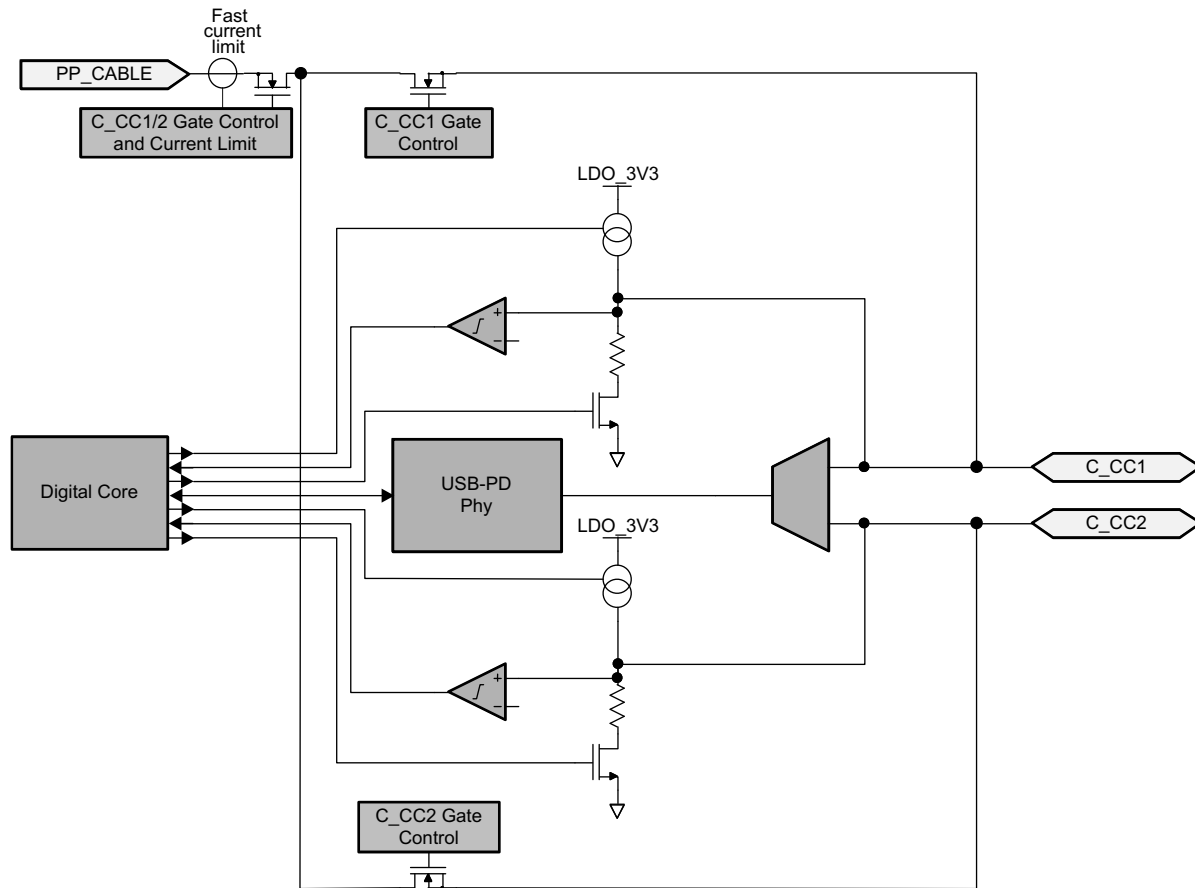 Fast
current
limit
PP_CABLE
C_CC1/2 Gate Control
and Current Limit
C_CC1 Gate
Control
LDO_3V3
+
−
Digital Core
USB-PD
Phy
C_CC1
C_CC2
LDO_3V3
+
−
C_CC2 Gate
Control